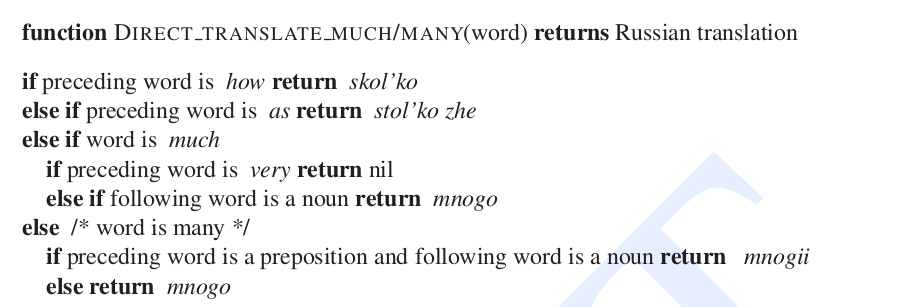 function DIRECT_TRANSLATE_MUCH/MANY(word) returns Russian translation
if preceding word is how return skol'ko
else if preceding word is as return stol'ko zhe
else if word is much
if preceding word is very return nil
else if following word is a noun return mnogo
else /* word is many */
if preceding word is a preposition and following word is a noun return mnogii
else return mnogo